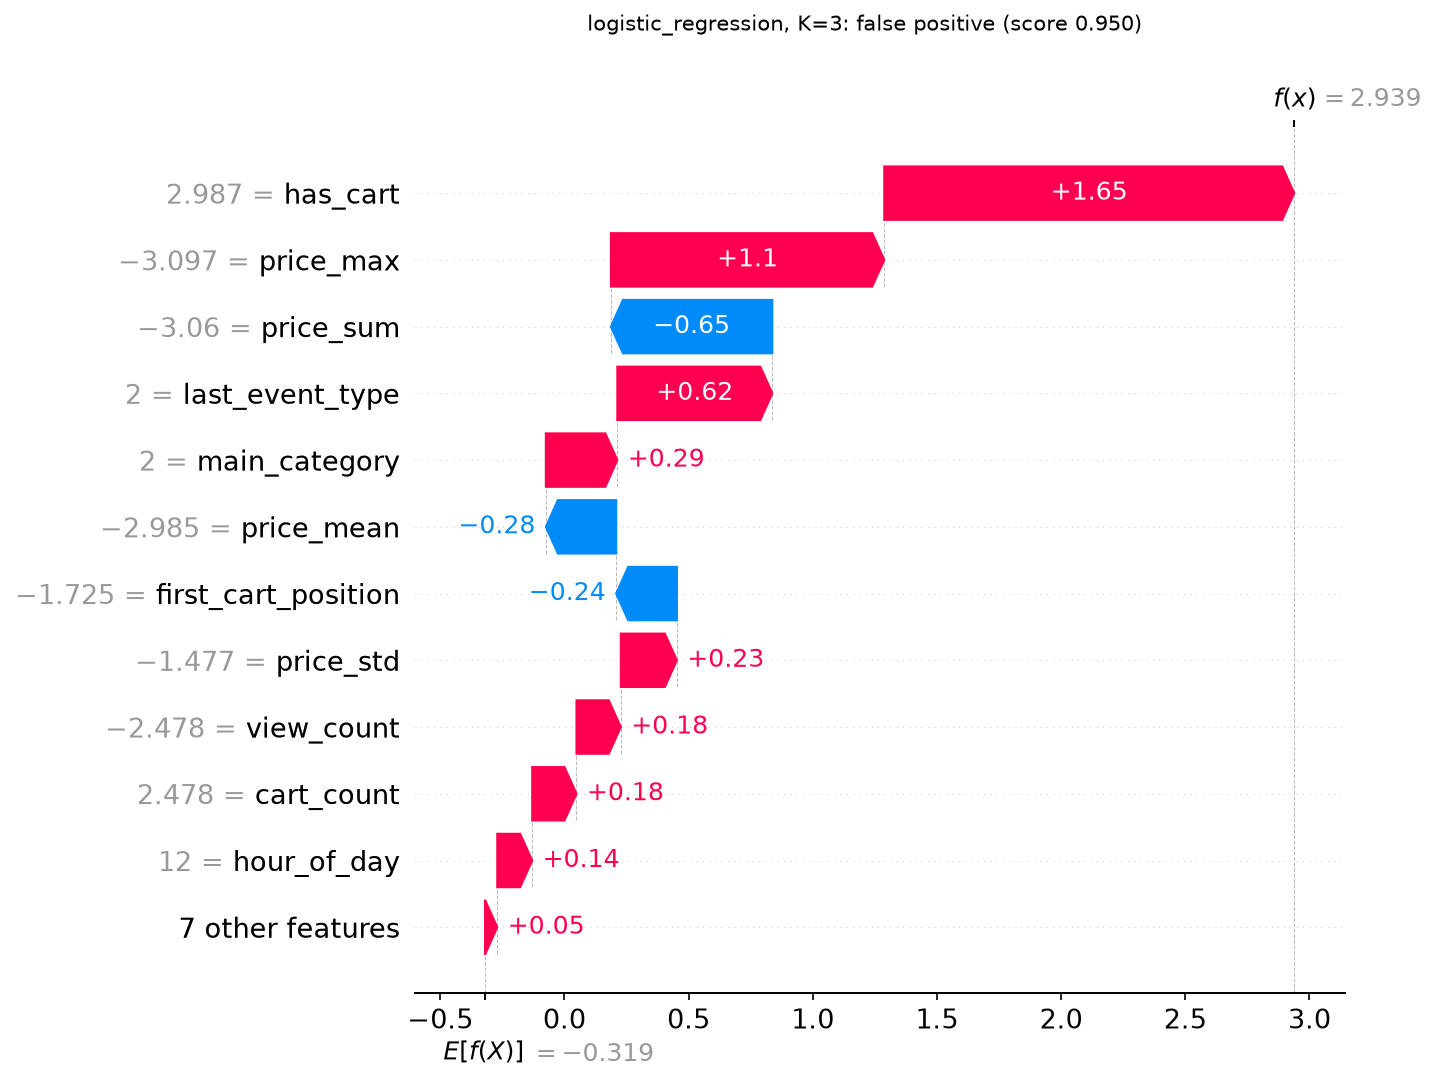 logistic_regression, K=3: false positive (score 0.950)
f(x) = 2.939
2.987 = has_cart +1.65
−3.097 = price_max +1.1
−3.06 = price_sum −0.65
2 = last_event_type +0.62
2 = main_category +0.29
−2.985 = price_mean −0.28
−1.725 = first_cart_position −0.24
−1.477 = price_std +0.23
−2.478 = view_count +0.18
2.478 = cart_count +0.18
12 = hour_of_day +0.14
7 other features +0.05
−0.5 0.0 0.5 1.0 1.5 2.0 2.5 3.0
E[f(X)] = −0.319